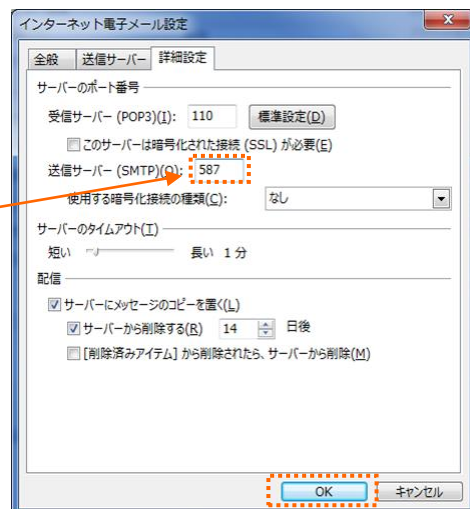 インターネット電子メール設定
全般 送信サーバー 詳細設定
サーバーのポート番号
受信サーバー (POP3)(I): 110 標準設定(D)
このサーバーは暗号化された接続 (SSL) が必要(E)
送信サーバー (SMTP)(O): 587
使用する暗号化接続の種類(C): なし
サーバーのタイムアウト(T)
短い 長い 1 分
配信
サーバーにメッセージのコピーを置く(L)
サーバーから削除する(R) 14 日後
[削除済みアイテム] から削除されたら、サーバーから削除(M)
OK キャンセル